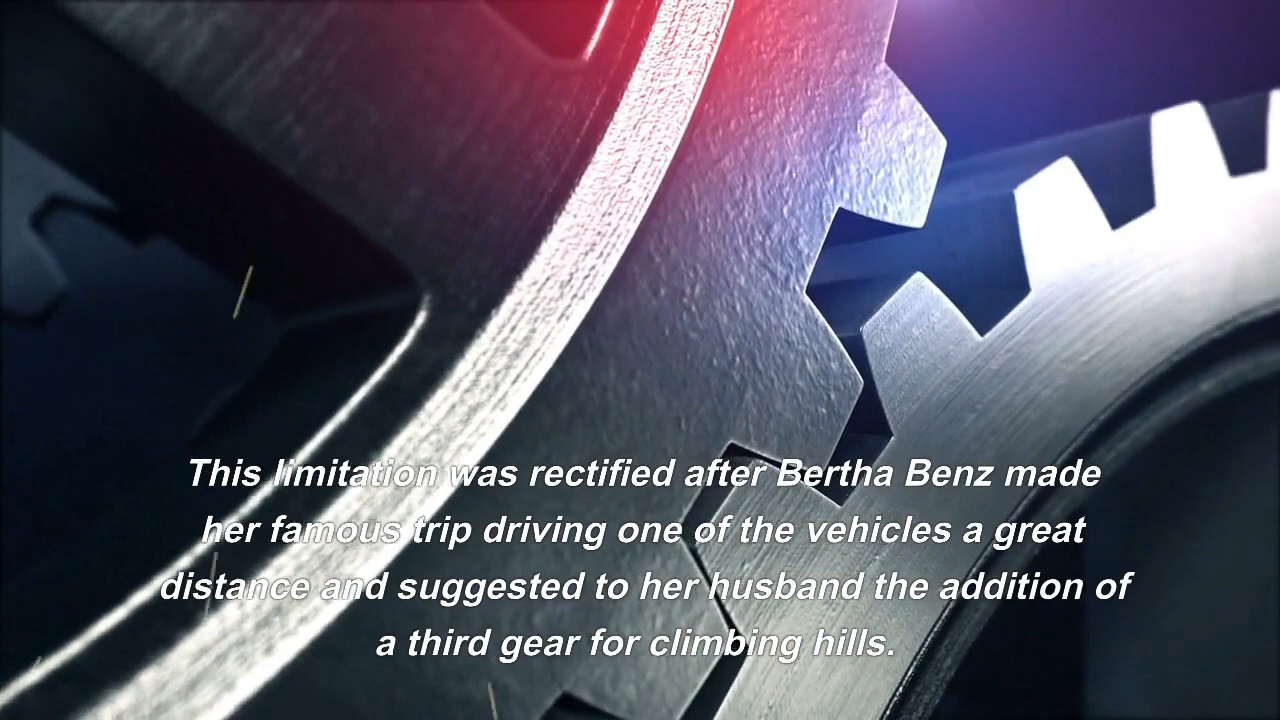 This limitation was rectified after Bertha Benz made
her famous trip driving one of the vehicles a great
distance and suggested to her husband the addition of
a third gear for climbing hills.